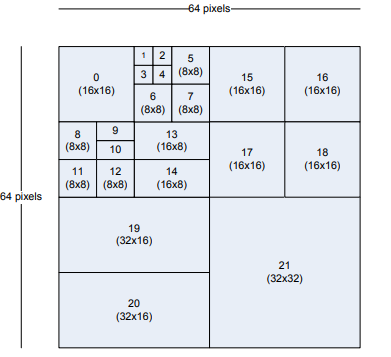 64 pixels
64 pixels
0
(16x16)
1 2
3 4
5
(8x8)
6
(8x8)
7
(8x8)
15
(16x16)
16
(16x16)
8
(8x8)
9
10
11
(8x8)
12
(8x8)
13
(16x8)
14
(16x8)
17
(16x16)
18
(16x16)
19
(32x16)
20
(32x16)
21
(32x32)